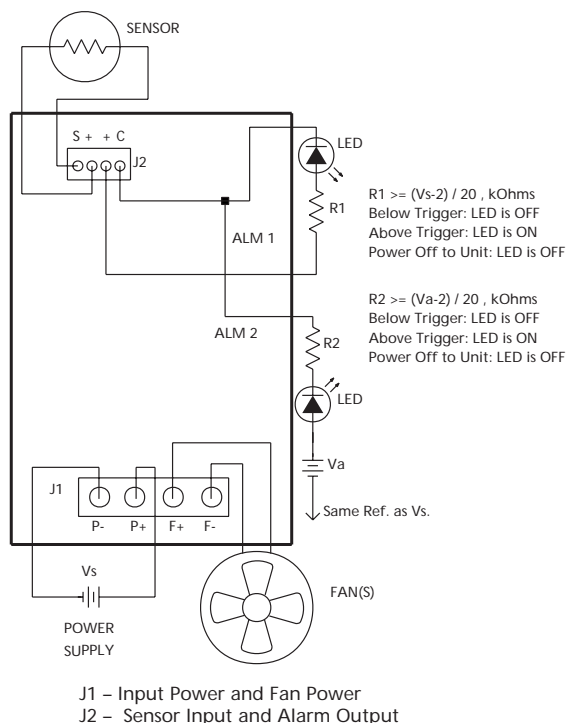 SENSOR
S + + C
J2
LED
R1
R1 >= (Vs-2) / 20 , kOhms
Below Trigger: LED is OFF
Above Trigger: LED is ON
Power Off to Unit: LED is OFF
ALM 1
R2 >= (Va-2) / 20 , kOhms
Below Trigger: LED is OFF
Above Trigger: LED is ON
Power Off to Unit: LED is OFF
ALM 2
R2
LED
Va
J1
Same Ref. as Vs.
P- P+ F+ F-
Vs
FAN(S)
POWER
SUPPLY
J1 – Input Power and Fan Power
J2 – Sensor Input and Alarm Output